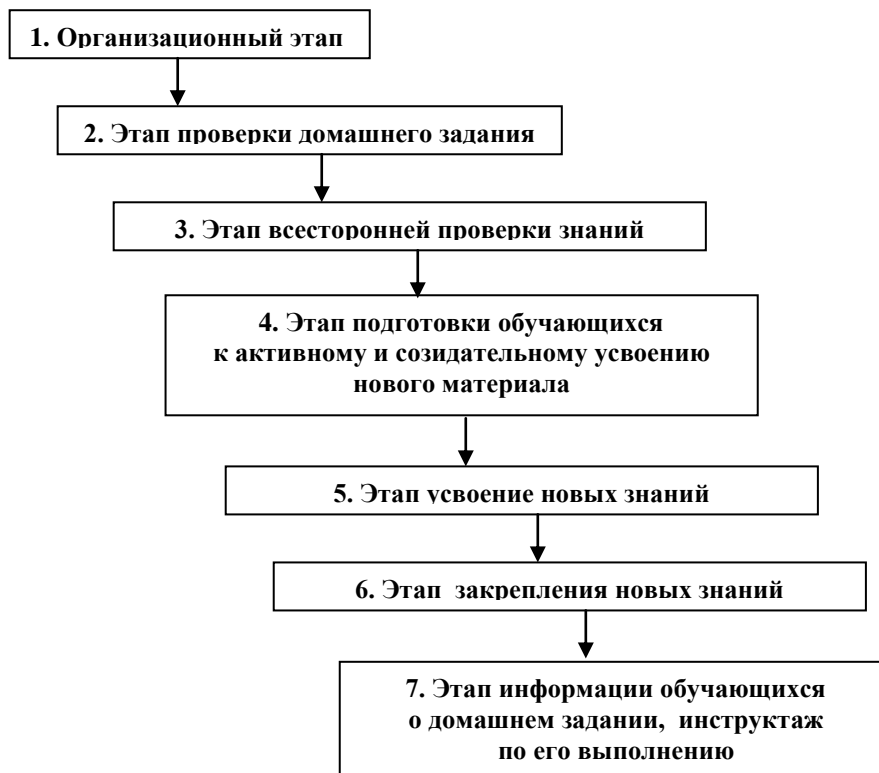 1. Организационный этап
2. Этап проверки домашнего задания
3. Этап всесторонней проверки знаний
4. Этап подготовки обучающихся
к активному и созидательному усвоению
нового материала
5. Этап усвоение новых знаний
6. Этап закрепления новых знаний
7. Этап информации обучающихся
о домашнем задании, инструктаж
по его выполнению